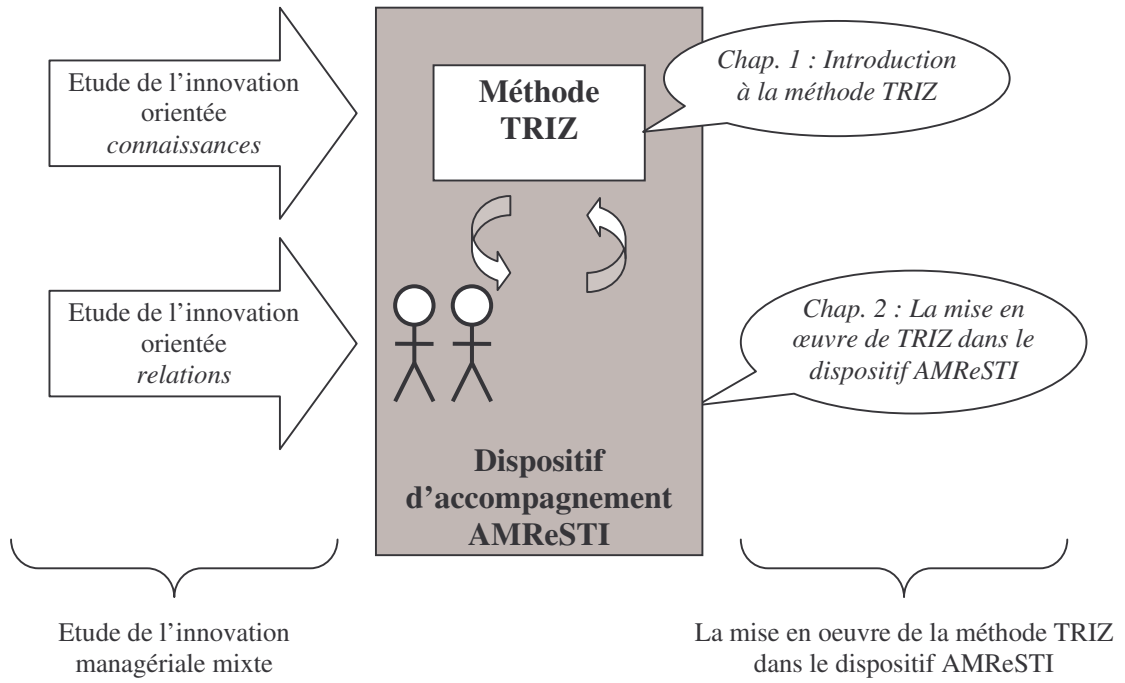 Etude de l’innovation
orientée
connaissances
Méthode
TRIZ
Chap. 1 : Introduction
à la méthode TRIZ
Etude de l’innovation
orientée
relations
Chap. 2 : La mise en
œuvre de TRIZ dans le
dispositif AMReSTI
Dispositif
d’accompagnement
AMReSTI
Etude de l’innovation
managériale mixte
La mise en oeuvre de la méthode TRIZ
dans le dispositif AMReSTI